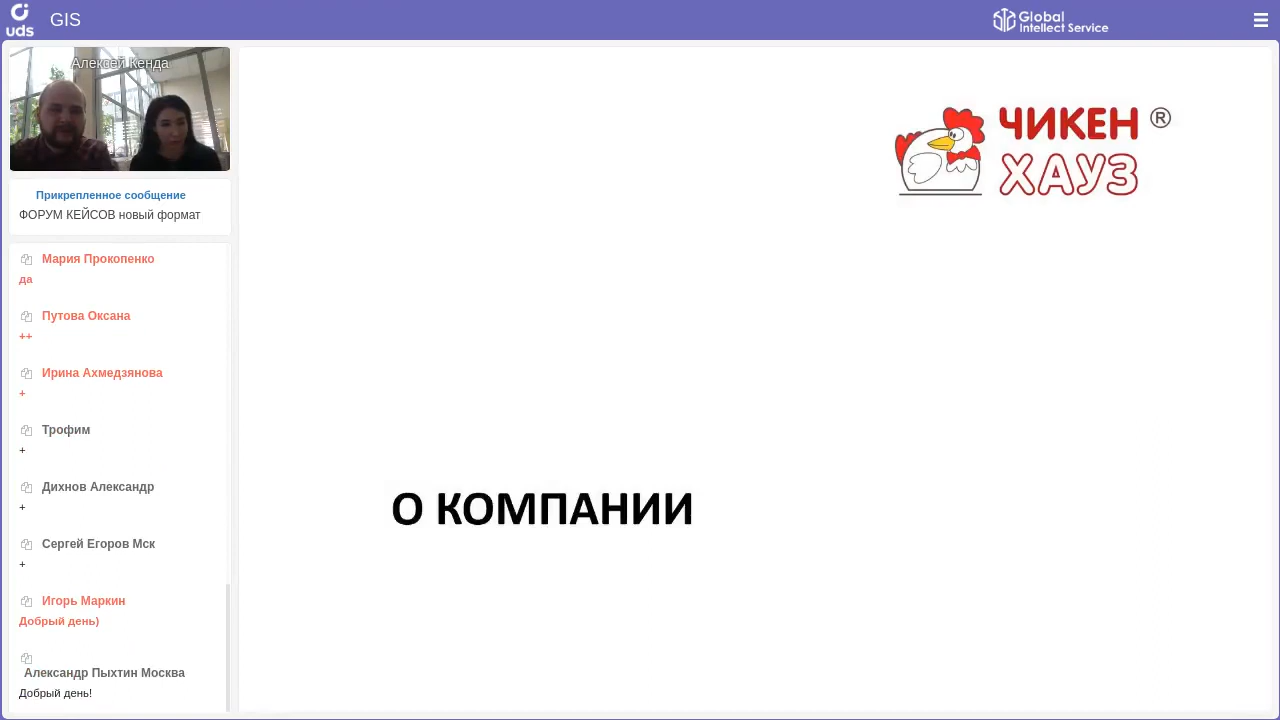 uds
GIS
Global
Intellect Service
Алексей Кенда
Прикрепленное сообщение
ФОРУМ КЕЙСОВ новый формат
Мария Прокопенко
да
Путова Оксана
++
Ирина Ахмедзянова
+
Трофим
+
Дихнов Александр
+
Сергей Егоров Мск
+
Игорь Маркин
Добрый день)
Александр Пыхтин Москва
Добрый день!
ЧИКЕН ®
ХАУЗ
О КОМПАНИИ